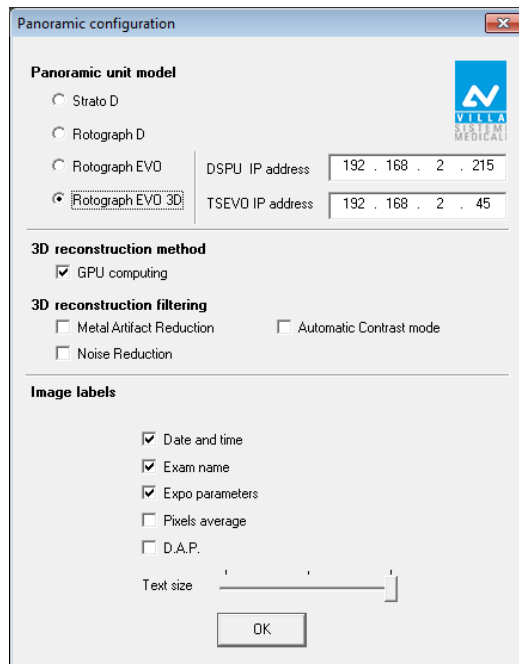 Panoramic configuration
Panoramic unit model
Strato D
Rotograph D
Rotograph EVO
Rotograph EVO 3D
VILLA
SISTEMI
MEDICALI
DSPU IP address 192 . 168 . 2 . 215
TSEVO IP address 192 . 168 . 2 . 45
3D reconstruction method
GPU computing
3D reconstruction filtering
Metal Artifact Reduction Automatic Contrast mode
Noise Reduction
Image labels
Date and time
Exam name
Expo parameters
Pixels average
D.A.P.
Text size
OK